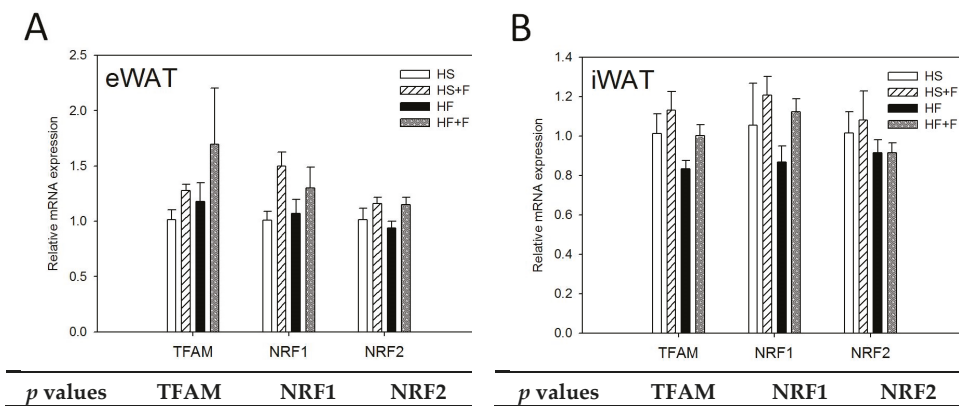 A
eWAT
Relative mRNA expression
2.5
2.0
1.5
1.0
0.5
0.0
HS
HS+F
HF
HF+F
TFAM NRF1 NRF2
p values TFAM NRF1 NRF2
B
iWAT
Relative mRNA expression
1.4
1.2
1.0
0.8
0.6
0.4
0.2
0.0
HS
HS+F
HF
HF+F
TFAM NRF1 NRF2
p values TFAM NRF1 NRF2